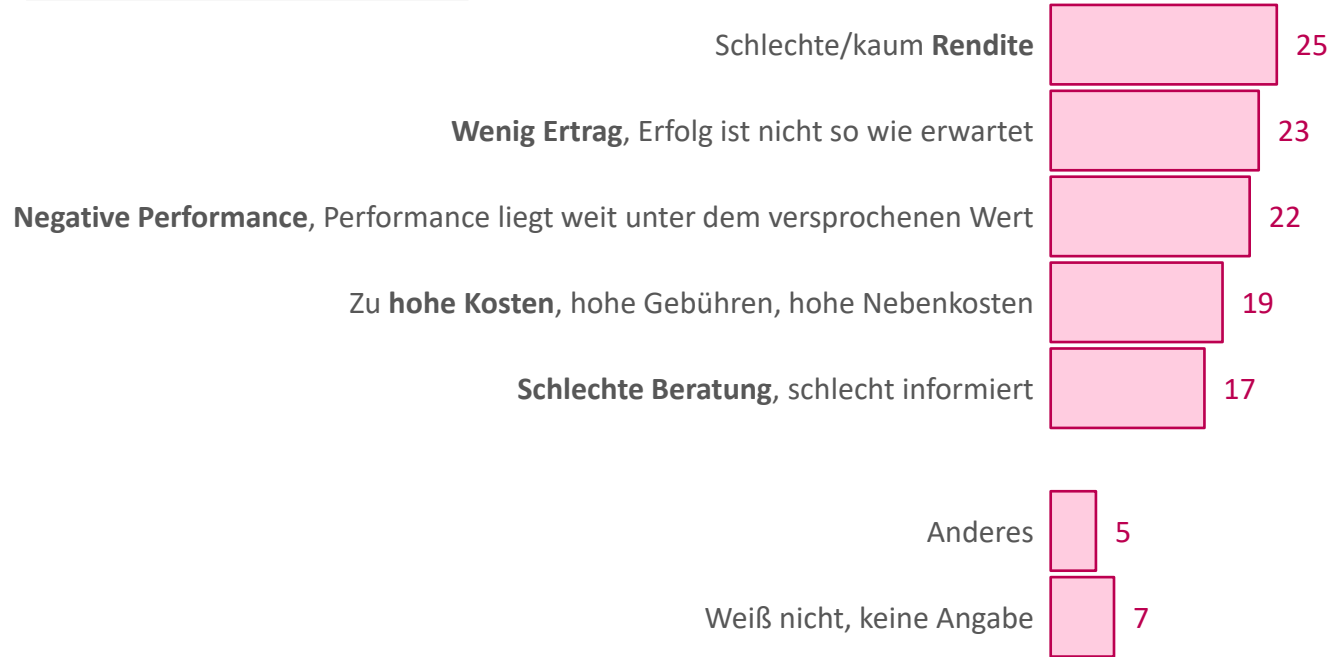 Schlechte/kaum Rendite 25
Wenig Ertrag, Erfolg ist nicht so wie erwartet 23
Negative Performance, Performance liegt weit unter dem versprochenen Wert 22
Zu hohe Kosten, hohe Gebühren, hohe Nebenkosten 19
Schlechte Beratung, schlecht informiert 17
Anderes 5
Weiß nicht, keine Angabe 7